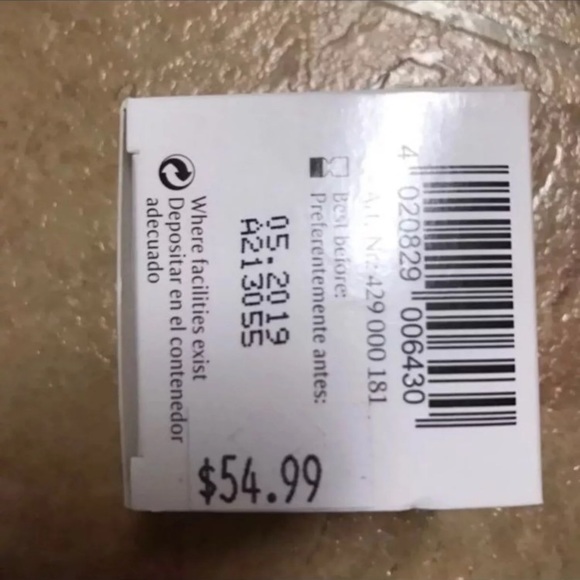 4 020829 006430
Art. Nr.: 429 000 181
Best before:
Preferentemente antes:
05.2019
A213055
Where facilities exist
Depositar en el contenedor
adecuado
$54.99